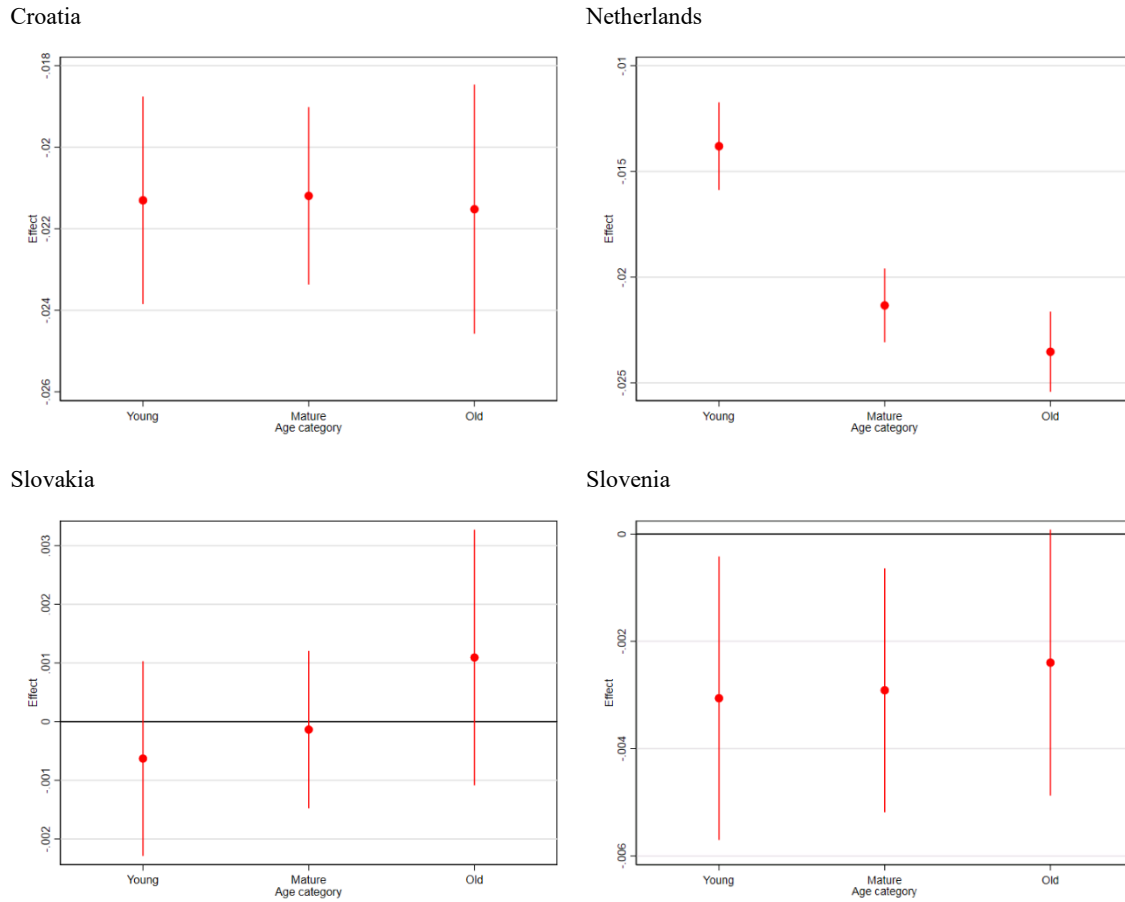 Croatia
-.018
-.02
-.022
-.024
-.026
Effect
Young
Mature
Old
Age category
Netherlands
-.01
-.015
-.02
-.025
Effect
Young
Mature
Old
Age category
Slovakia
.003
.002
.001
0
-.001
-.002
Effect
Young
Mature
Old
Age category
Slovenia
0
-.002
-.004
-.006
Effect
Young
Mature
Old
Age category